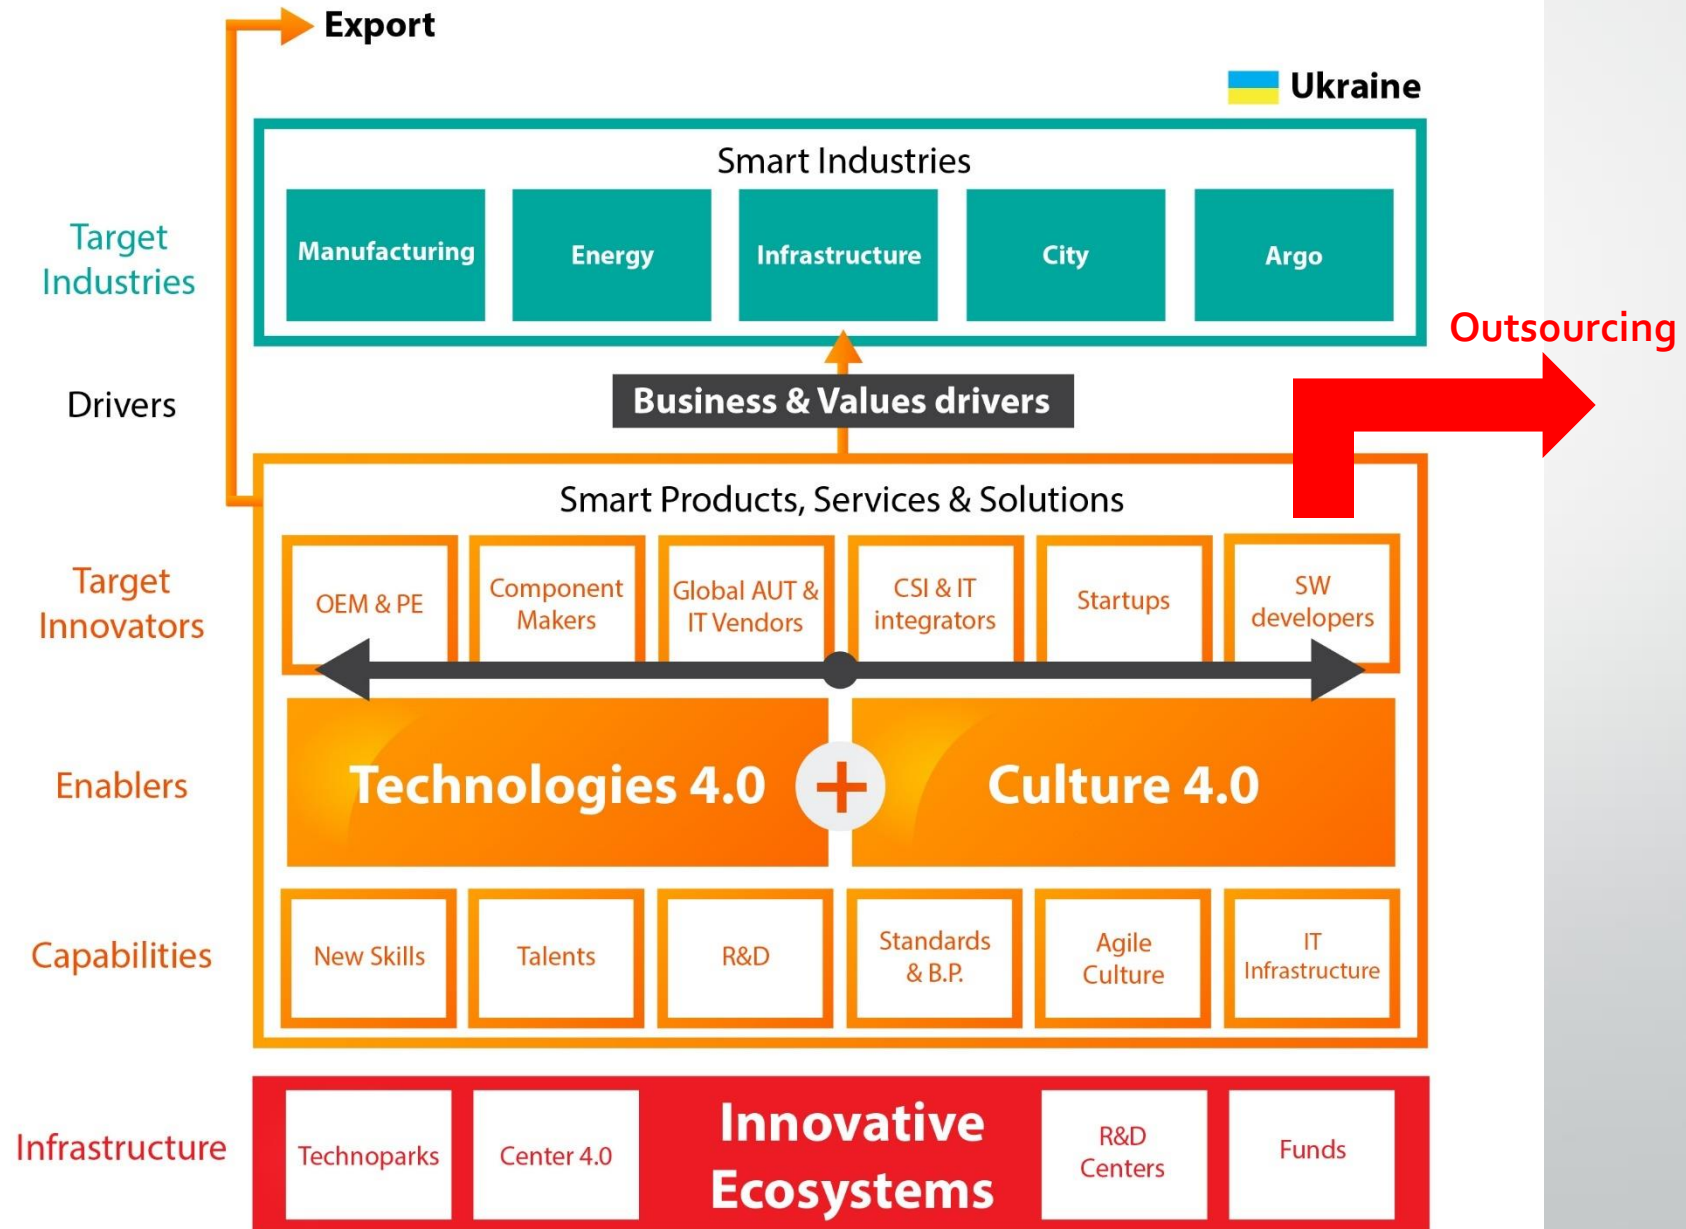 Export
Ukraine
Smart Industries
Target
Industries
Manufacturing
Energy
Infrastructure
City
Argo
Outsourcing
Drivers
Business & Values drivers
Smart Products, Services & Solutions
Target
Innovators
OEM & PE
Component
Makers
Global AUT &
IT Vendors
CSI & IT
integrators
Startups
SW
developers
Enablers
Technologies 4.0
+
Culture 4.0
Capabilities
New Skills
Talents
R&D
Standards
& B.P.
Agile
Culture
IT
Infrastructure
Infrastructure
Technoparks
Center 4.0
Innovative
Ecosystems
R&D
Centers
Funds